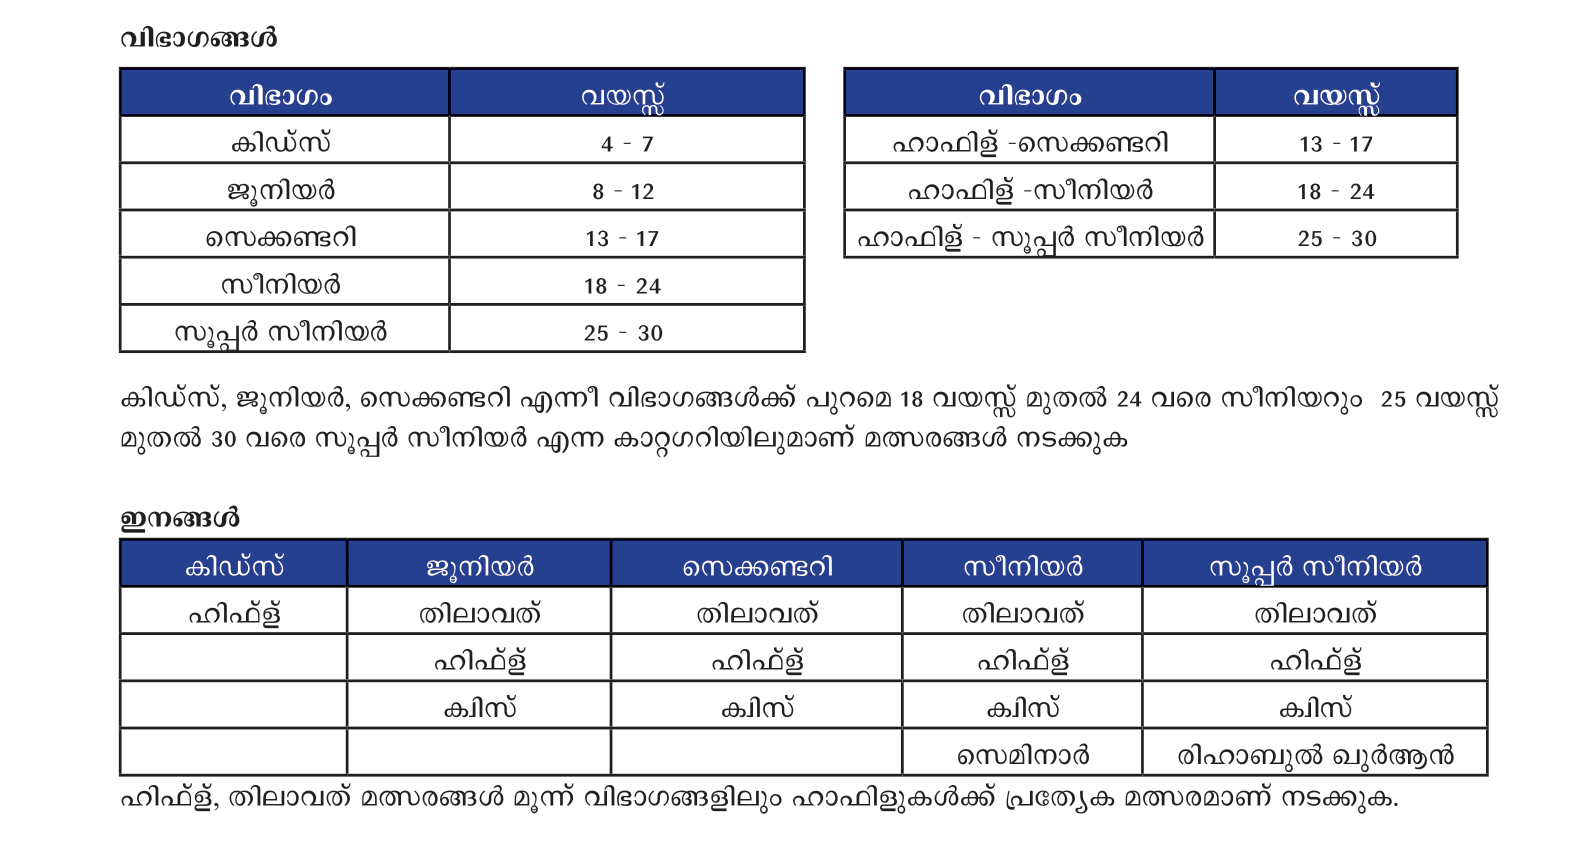 വിഭാഗങ്ങൾ
വിഭാഗം വയസ്സ്
കിഡ്സ് 4 - 7
ജൂനിയർ 8 - 12
സെക്കണ്ടറി 13 - 17
സീനിയർ 18 - 24
സൂപ്പർ സീനിയർ 25 - 30
വിഭാഗം വയസ്സ്
ഹാഫിള് -സെക്കണ്ടറി 13 - 17
ഹാഫിള് -സീനിയർ 18 - 24
ഹാഫിള് - സൂപ്പർ സീനിയർ 25 - 30
കിഡ്സ്, ജൂനിയർ, സെക്കണ്ടറി എന്നീ വിഭാഗങ്ങൾക്ക് പുറമെ 18 വയസ്സ് മുതൽ 24 വരെ സീനിയറും 25 വയസ്സ്
മുതൽ 30 വരെ സൂപ്പർ സീനിയർ എന്ന കാറ്റഗറിയിലുമാണ് മത്സരങ്ങൾ നടക്കുക
ഇനങ്ങൾ
കിഡ്സ് ജൂനിയർ സെക്കണ്ടറി സീനിയർ സൂപ്പർ സീനിയർ
ഹിഫ്ള് തിലാവത് തിലാവത് തിലാവത് തിലാവത്
ഹിഫ്ള് ഹിഫ്ള് ഹിഫ്ള് ഹിഫ്ള്
ക്വിസ് ക്വിസ് ക്വിസ് ക്വിസ്
സെമിനാർ രിഹാബുൽ ഖുർആൻ
ഹിഫ്ള്, തിലാവത് മത്സരങ്ങൾ മൂന്ന് വിഭാഗങ്ങളിലും ഹാഫിളുകൾക്ക് പ്രത്യേക മത്സരമാണ് നടക്കുക.